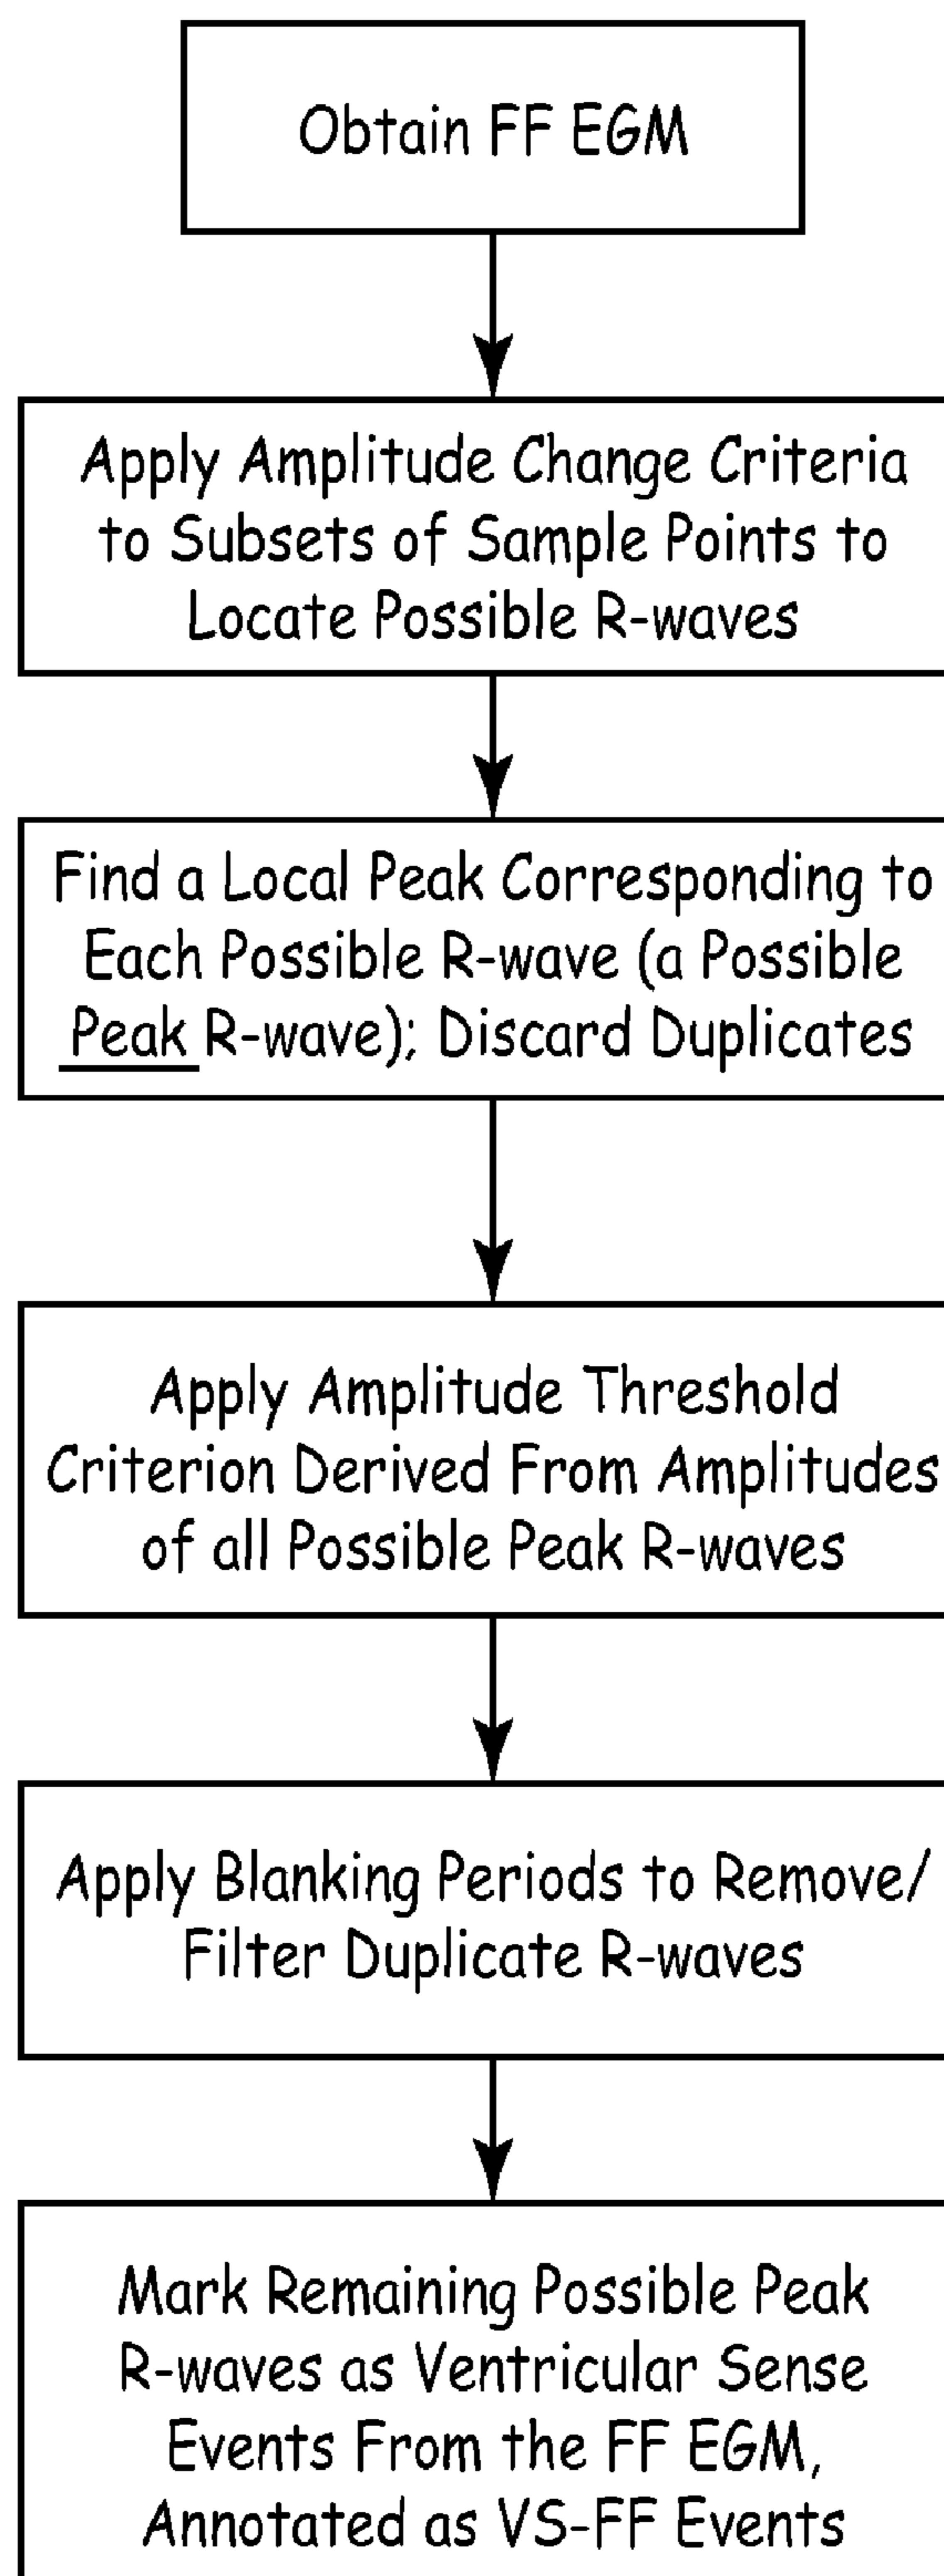 Obtain FF EGM
Apply Amplitude Change Criteria
to Subsets of Sample Points to
Locate Possible R-waves
Find a Local Peak Corresponding to
Each Possible R-wave (a Possible
Peak R-wave); Discard Duplicates
Apply Amplitude Threshold
Criterion Derived From Amplitudes
of all Possible Peak R-waves
Apply Blanking Periods to Remove/
Filter Duplicate R-waves
Mark Remaining Possible Peak
R-waves as Ventricular Sense
Events From the FF EGM,
Annotated as VS-FF Events